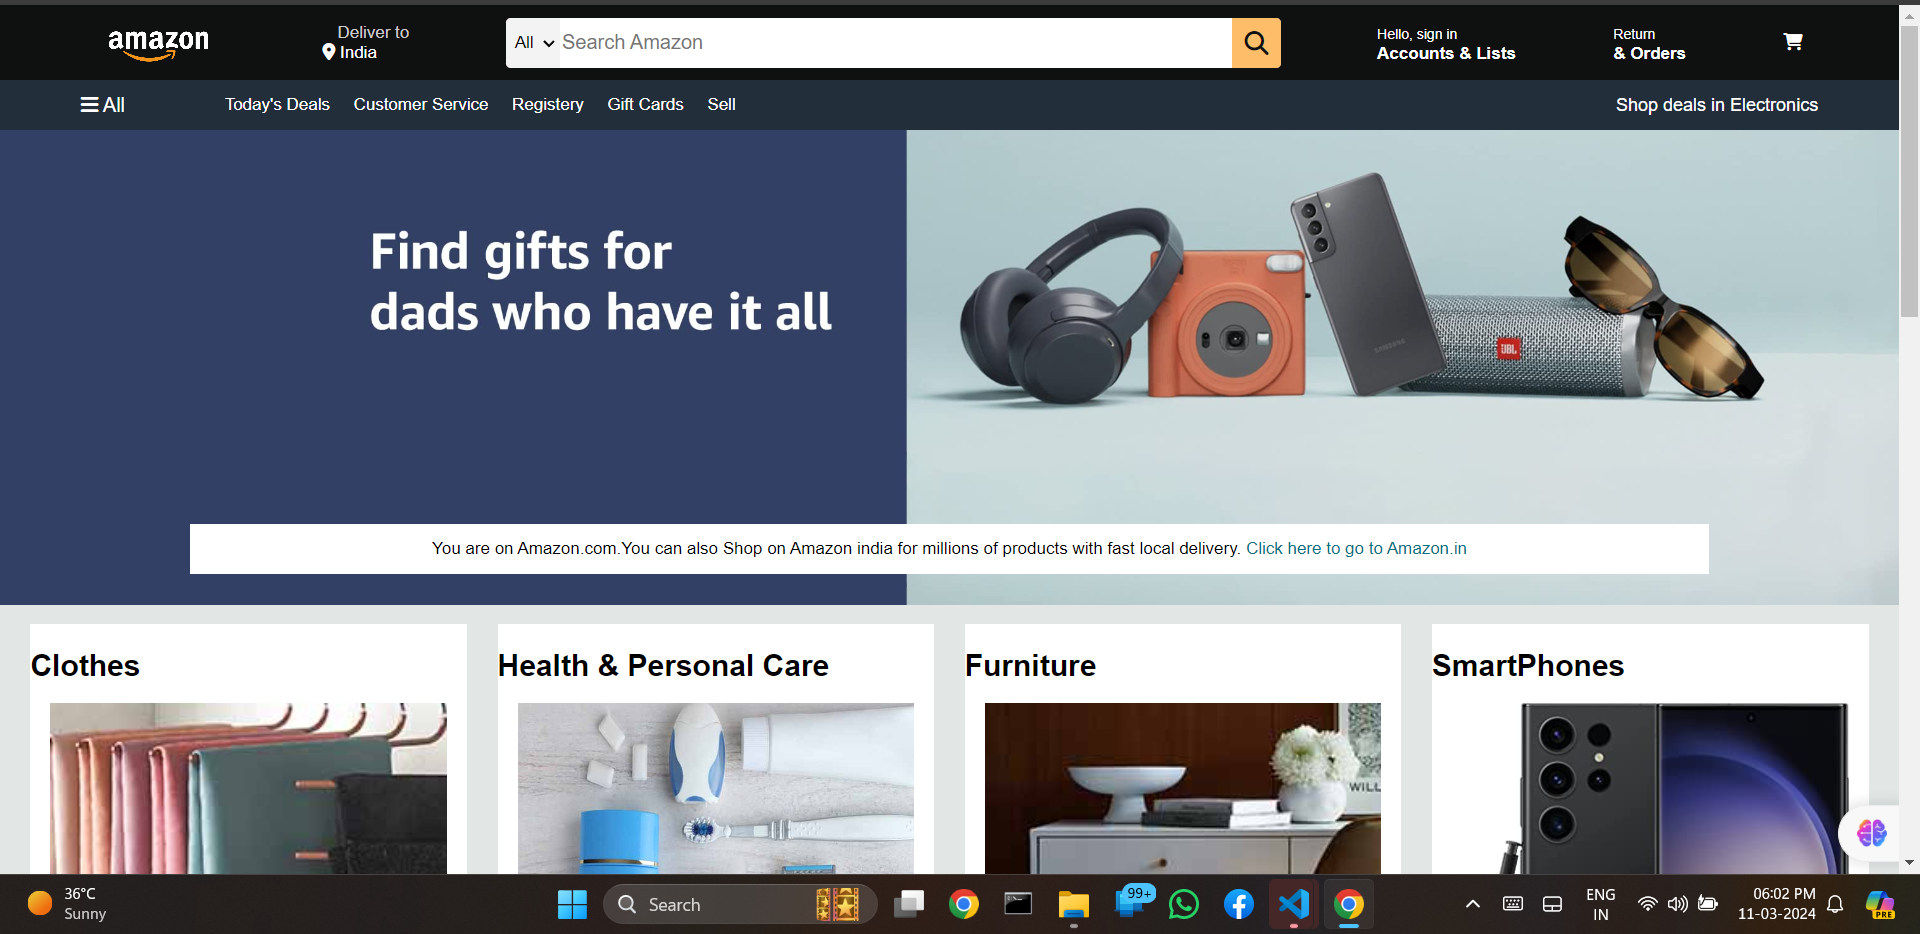 amazon
Deliver to
India
All
Search Amazon
Hello, sign in
Accounts & Lists
Return
& Orders
All
Today's Deals
Customer Service
Registery
Gift Cards
Sell
Shop deals in Electronics
Find gifts for
dads who have it all
SAMSUNG
JBL
You are on Amazon.com.You can also Shop on Amazon india for millions of products with fast local delivery. Click here to go to Amazon.in
Clothes
Health & Personal Care
Furniture
SmartPhones
WILL
36°C
Sunny
Search
99+
ENG
IN
06:02 PM
11-03-2024
PRE